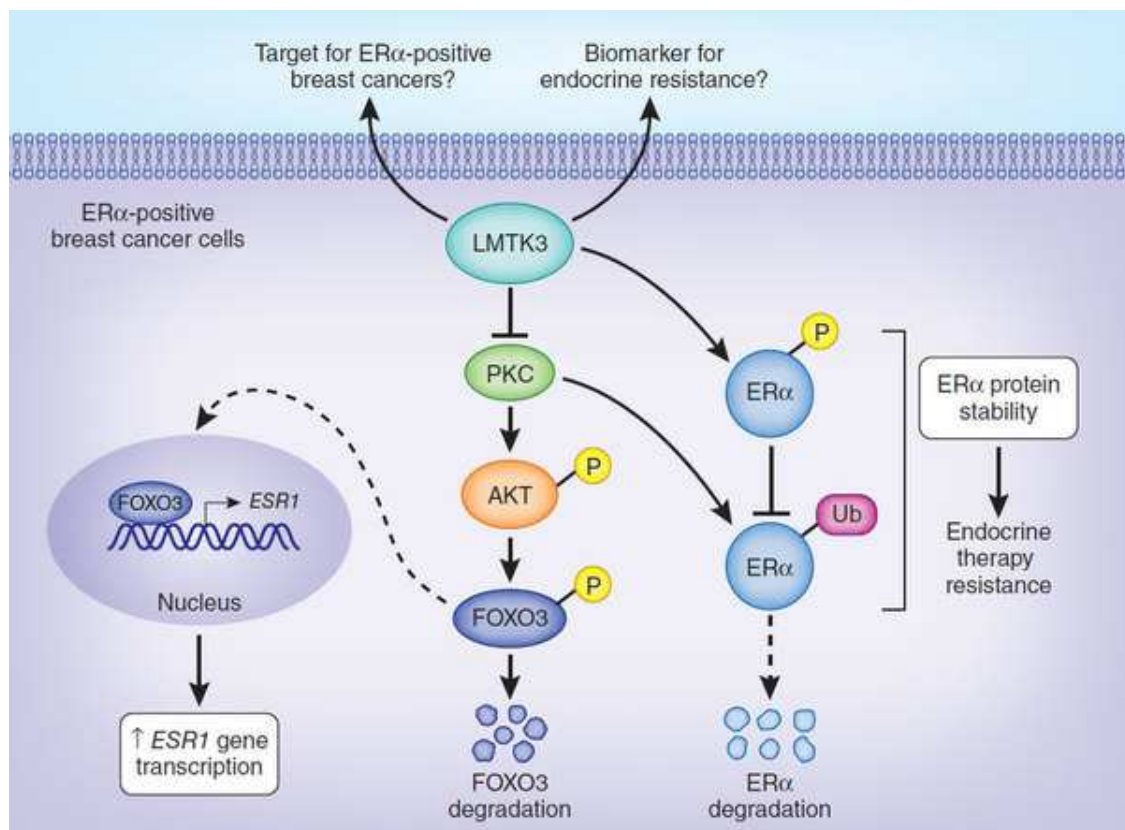 Target for ERα-positive
breast cancers?
Biomarker for
endocrine resistance?
ERα-positive
breast cancer cells
LMTK3
PKC
AKT
P
FOXO3
P
FOXO3
degradation
ERα
P
ERα
Ub
ERα
degradation
ERα protein
stability
Endocrine
therapy
resistance
FOXO3
ESR1
Nucleus
↑ ESR1 gene
transcription